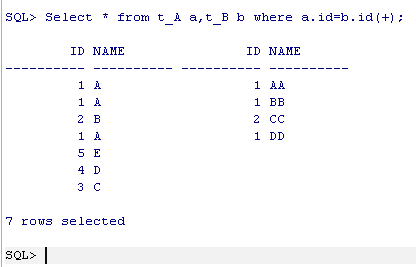 SQL> Select * from t_A a,t_B b where a.id=b.id(+);
        ID NAME               ID NAME
---------- ---------- ---------- ----------
         1 A                   1 AA
         1 A                   1 BB
         2 B                   2 CC
         1 A                   1 DD
         5 E
         4 D
         3 C
7 rows selected
SQL>